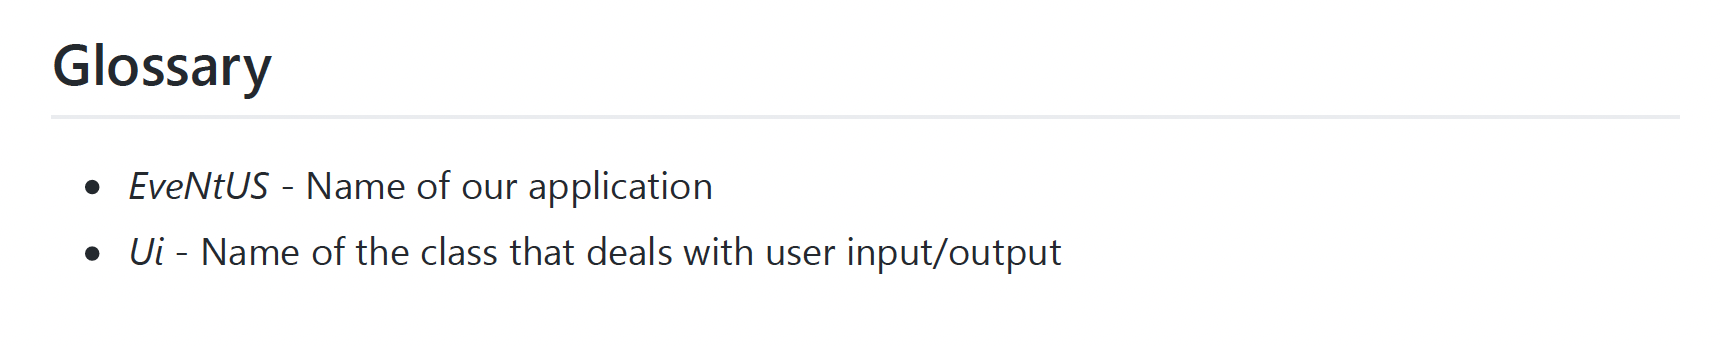 Glossary
• EveNtUS - Name of our application
• Ui - Name of the class that deals with user input/output